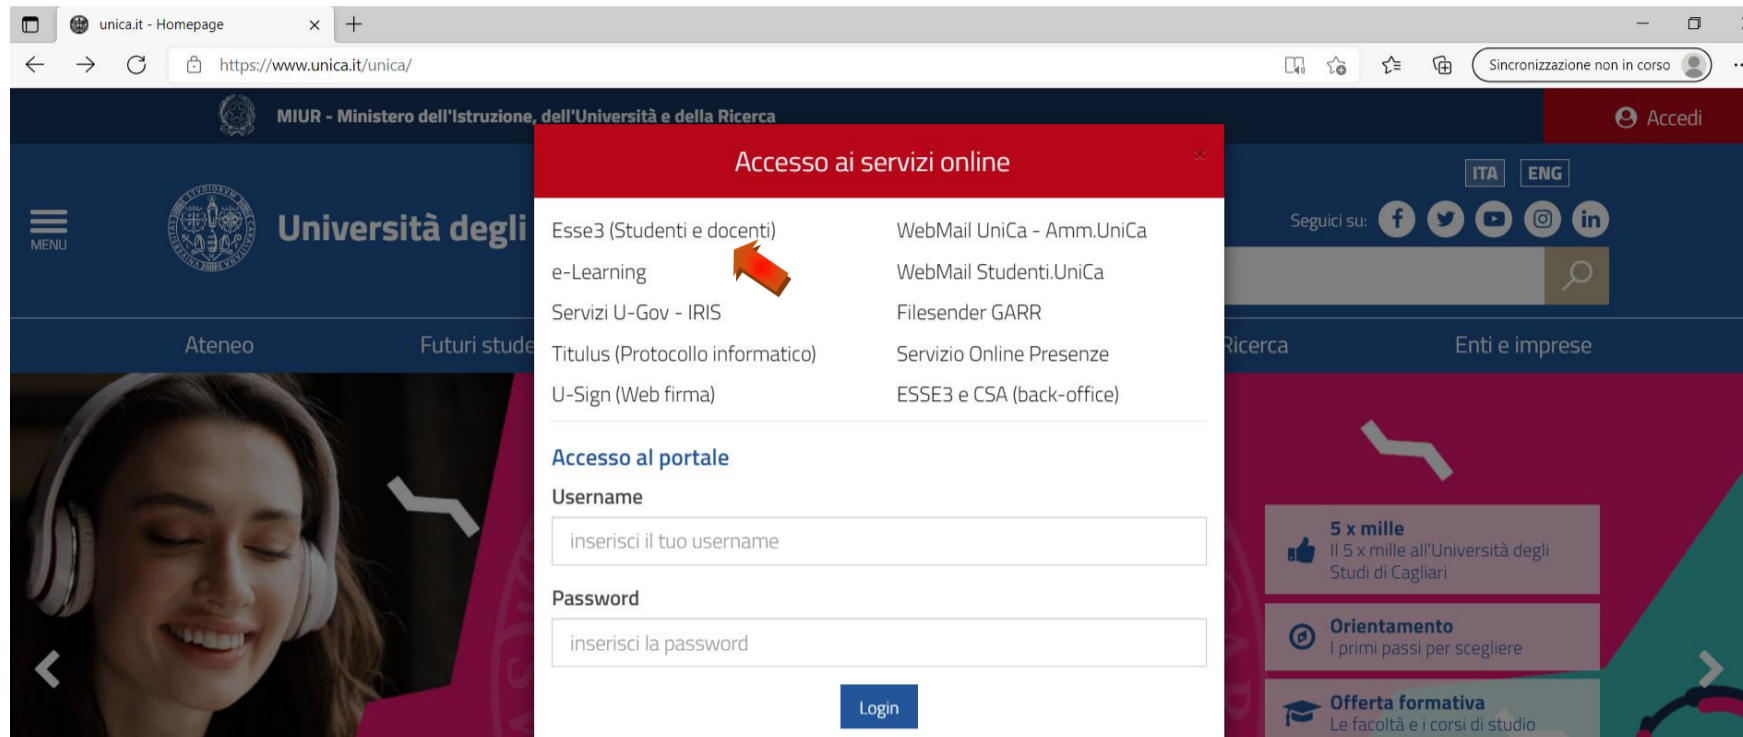 unica.it - Homepage
https://www.unica.it/unica/
Sincronizzazione non in corso
MIUR - Ministero dell'Istruzione, dell'Università e della Ricerca
Accedi
Accesso ai servizi online
ITA ENG
MENU
Università degli
Seguici su:
Esse3 (Studenti e docenti)
WebMail UniCa - Amm.UniCa
e-Learning
WebMail Studenti.UniCa
Servizi U-Gov - IRIS
Filesender GARR
Titulus (Protocollo informatico)
Servizio Online Presenze
U-Sign (Web firma)
ESSE3 e CSA (back-office)
Ateneo
Futuri stude
Ricerca
Enti e imprese
Accesso al portale
Username
inserisci il tuo username
Password
inserisci la password
Login
5 x mille
Il 5 x mille all'Università degli
Studi di Cagliari
Orientamento
I primi passi per scegliere
Offerta formativa
Le facoltà e i corsi di studio